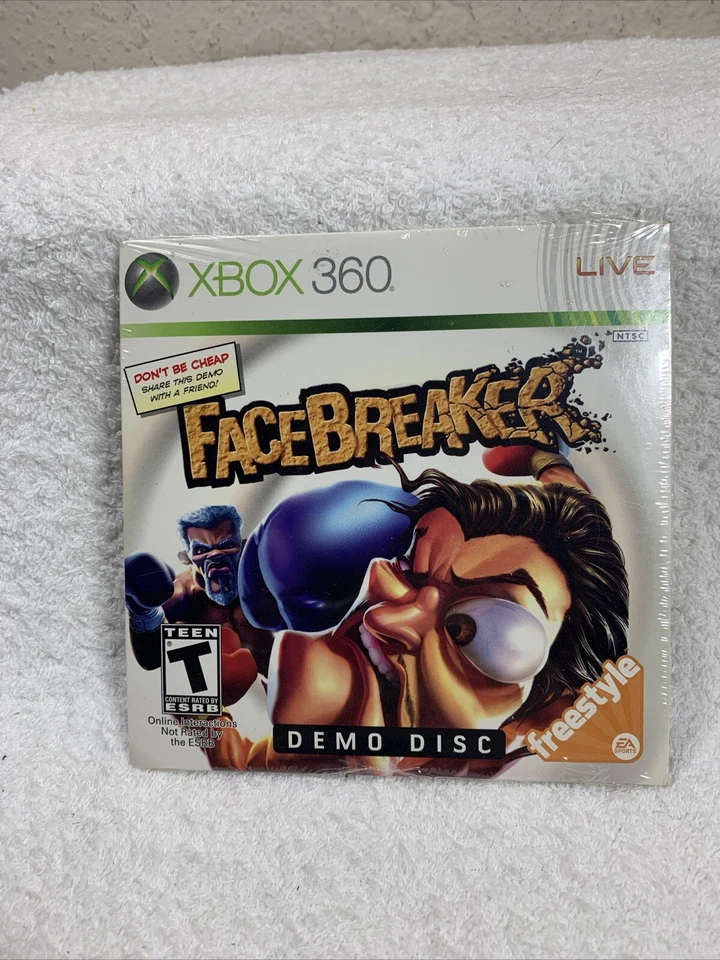 XBOX 360
LIVE
NTSC
DON'T BE CHEAP
SHARE THIS DEMO
WITH A FRIEND!
FACEBREAKER
TEEN
T
CONTENT RATED BY
ESRB
Online Interactions
Not Rated by
the ESRB
DEMO DISC
freestyle
EA
SPORTS